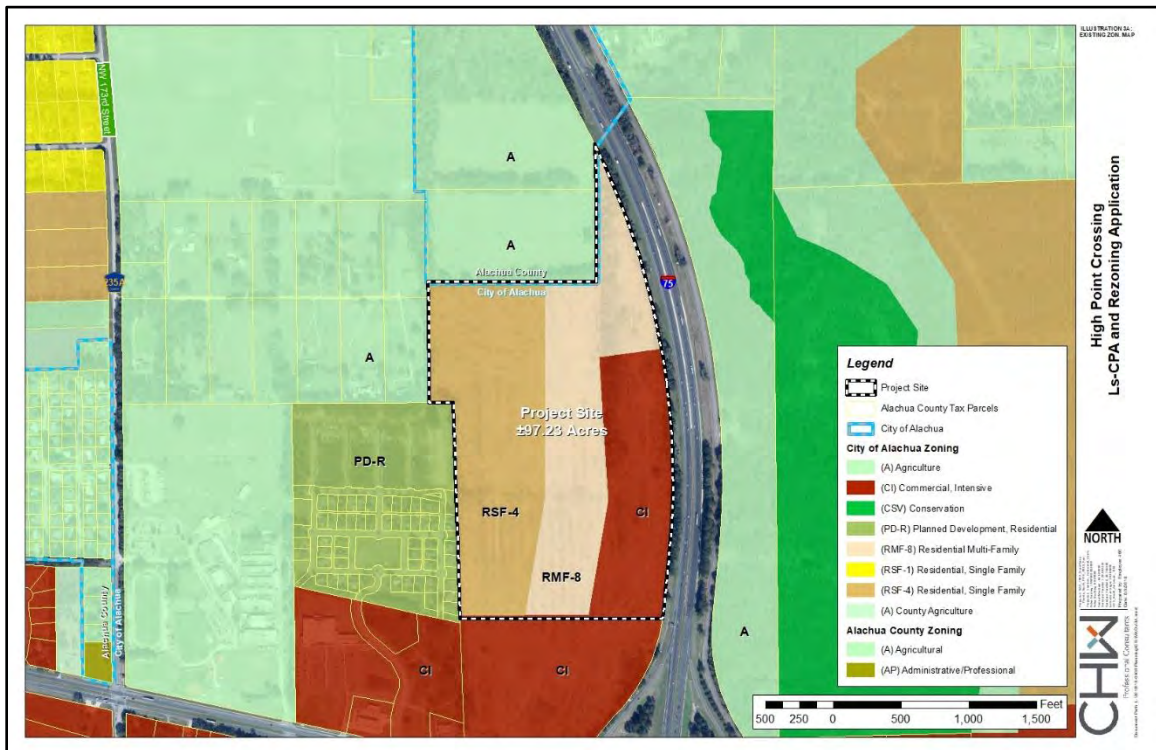 ILLUSTRATION 3A:
EXISTING ZON. MAP
High Point Crossing
Ls-CPA and Rezoning Application
NW 173rd Street
235A
A
A
Alachua County
City of Alachua
75
A
Project Site
±97.23 Acres
PD-R
RSF-4
CI
RMF-8
A
CI
CI
Alachua County
City of Alachua
Legend
Project Site
Alachua County Tax Parcels
City of Alachua
City of Alachua Zoning
(A) Agriculture
(CI) Commercial, Intensive
(CSV) Conservation
(PD-R) Planned Development, Residential
(RMF-8) Residential Multi-Family
(RSF-1) Residential, Single Family
(RSF-4) Residential, Single Family
(A) County Agriculture
Alachua County Zoning
(A) Agricultural
(AP) Administrative/Professional
Feet
500 250 0 500 1,000 1,500
NORTH
CHW
Professional Consultants